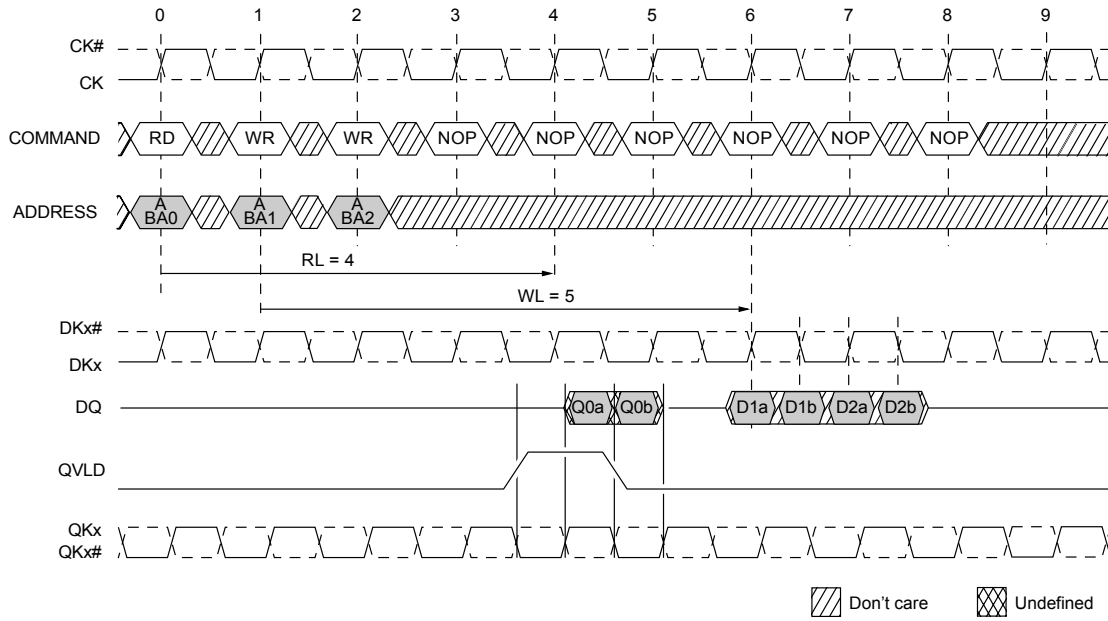 0 1 2 3 4 5 6 7 8 9
CK#
CK
COMMAND RD WR WR NOP NOP NOP NOP NOP NOP
ADDRESS A BA0 A BA1 A BA2
RL = 4
WL = 5
DKx#
DKx
DQ Q0a Q0b D1a D1b D2a D2b
QVLD
QKx
QKx#
Don't care Undefined